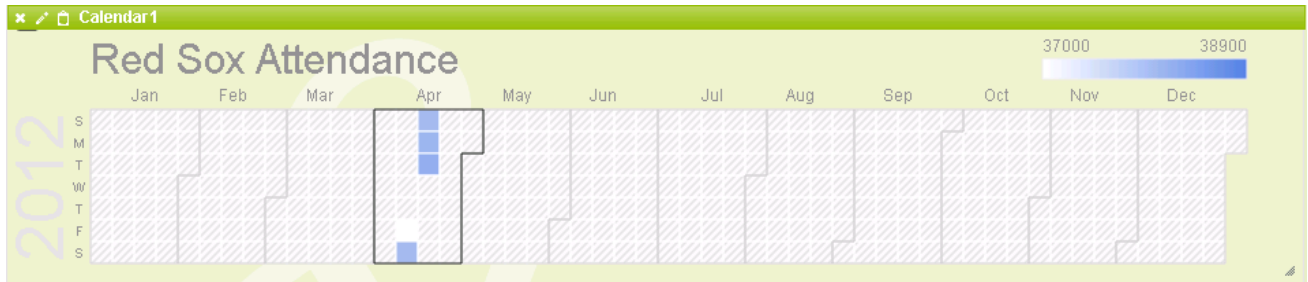 Calendar1
Red Sox Attendance
37000 38900
Jan Feb Mar Apr May Jun Jul Aug Sep Oct Nov Dec
2012
S
M
T
W
T
F
S